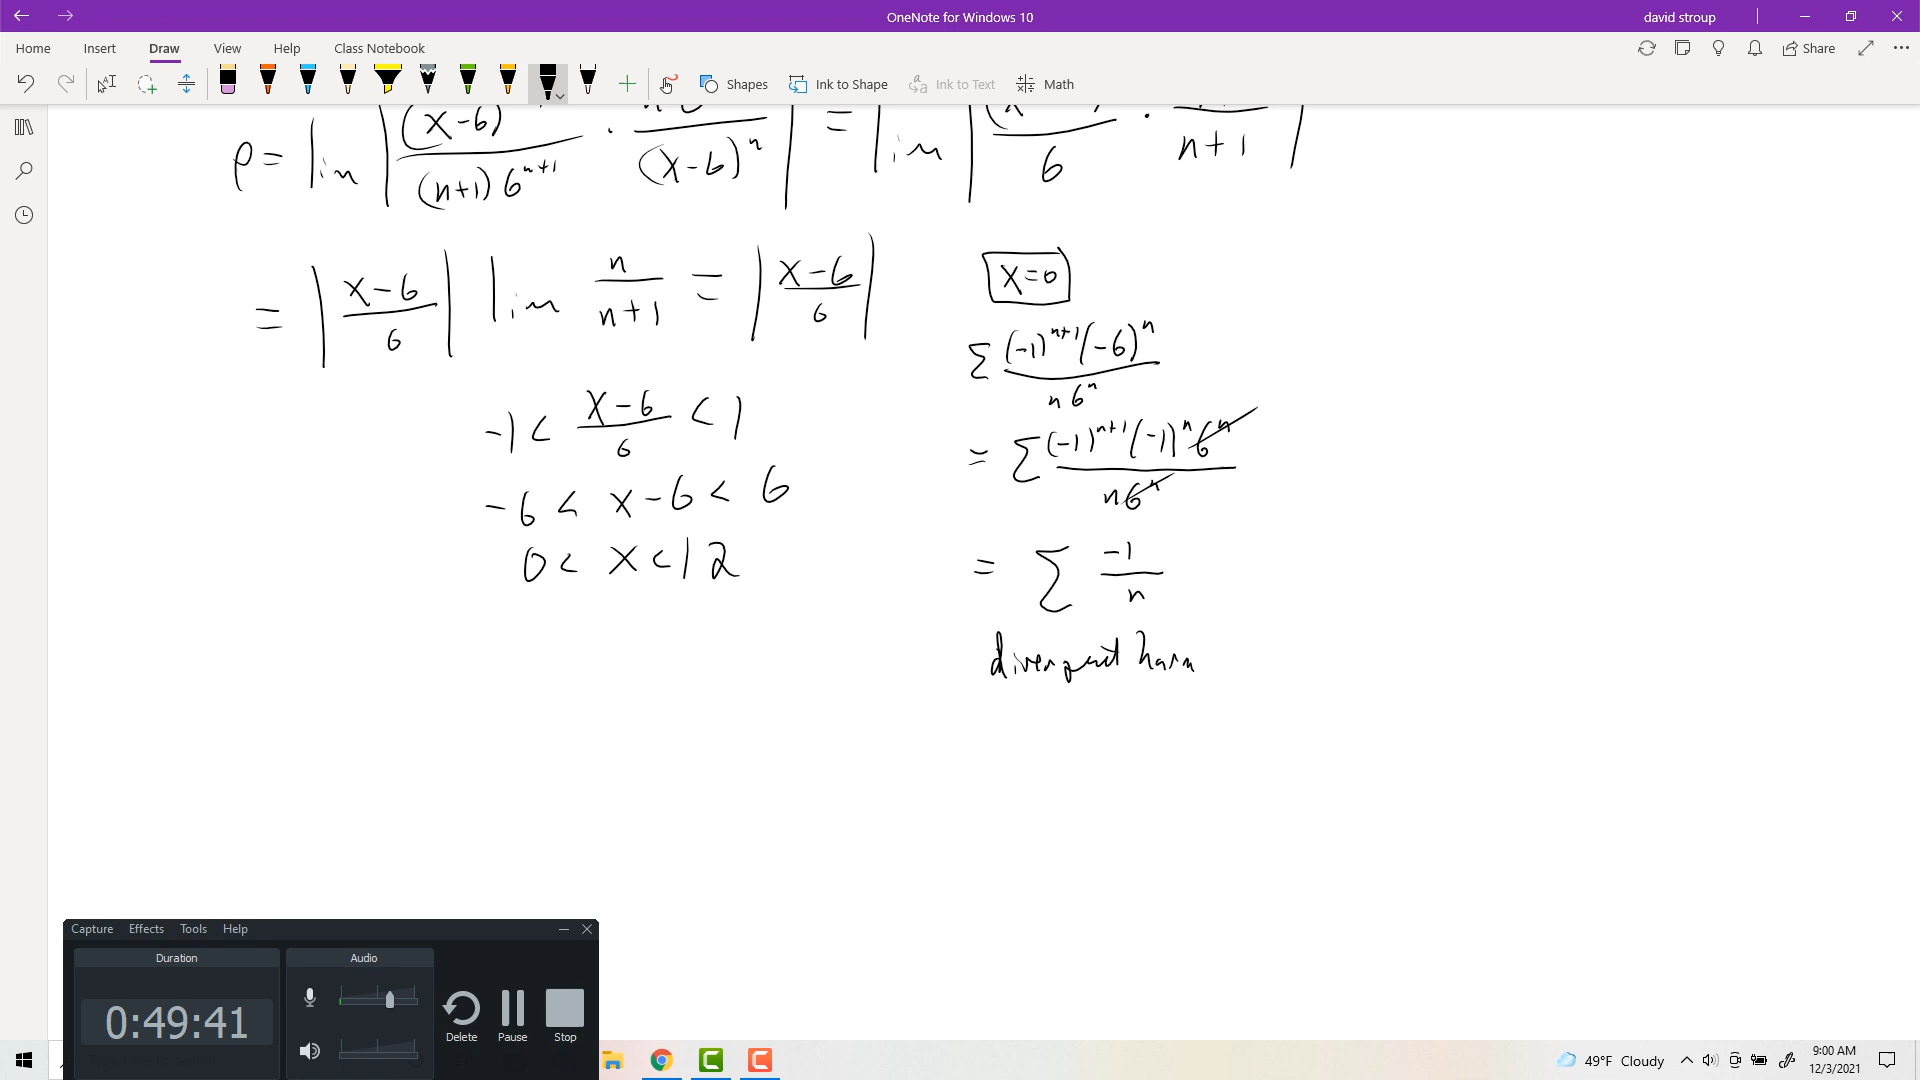 OneNote for Windows 10
david stroup
Home Insert Draw View Help Class Notebook
Share
Shapes Ink to Shape Ink to Text Math
ρ = lim | (x-6) / (n+1) 6^(n+1) · / (x-6)^n | = | lim | / 6 · / n+1 |
= | (x-6)/6 | | lim n/(n+1) = | (x-6)/6 |
-1 < (x-6)/6 < 1
-6 < x-6 < 6
0 < x < 12
x=0
Σ (-1)^(n+1) (-6)^n / n 6^n
= Σ (-1)^(n+1) (-1)^n 6^n / n 6^n
= Σ -1/n
divergent harm
Capture Effects Tools Help
Duration
Audio
0:49:41
Delete Pause Stop
49°F Cloudy
9:00 AM
12/3/2021